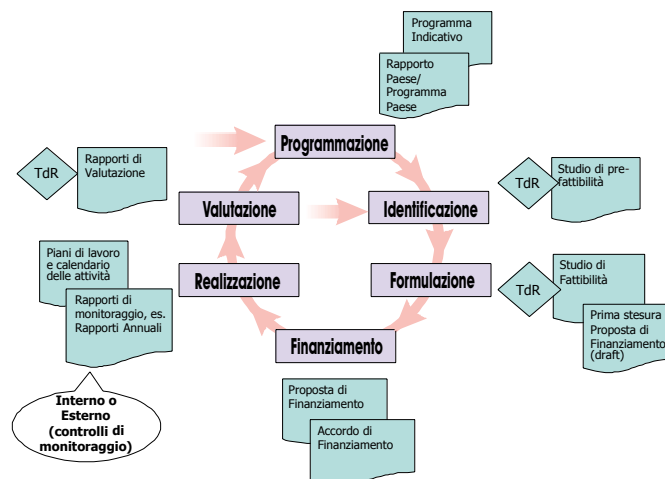 Programma
Indicativo
Rapporto
Paese/
Programma
Paese
Programmazione
TdR
Rapporti di
Valutazione
TdR
Studio di pre-
fattibilità
Valutazione
Identificazione
Piani di lavoro
e calendario
delle attività
Rapporti di
monitoraggio, es.
Rapporti Annuali
Realizzazione
Formulazione
TdR
Studio di
Fattibilità
Prima stesura
Proposta di
Finanziamento
(draft)
Finanziamento
Interno o
Esterno
(controlli di
monitoraggio)
Proposta di
Finanziamento
Accordo di
Finanziamento